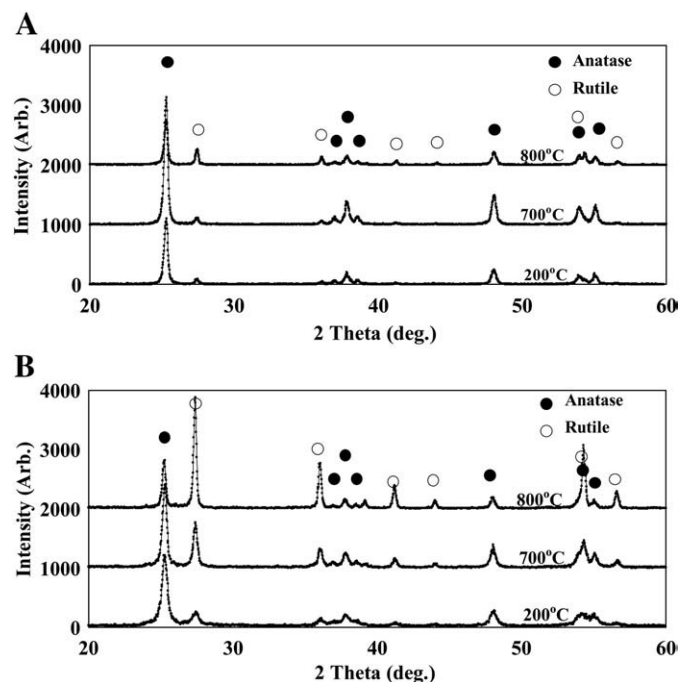 A
4000
Anatase
Rutile
3000
Intensity (Arb.)
2000
800°C
1000
700°C
200°C
0
20 30 40 50 60
2 Theta (deg.)
B
4000
Anatase
Rutile
3000
Intensity (Arb.)
2000
800°C
1000
700°C
200°C
0
20 30 40 50 60
2 Theta (deg.)